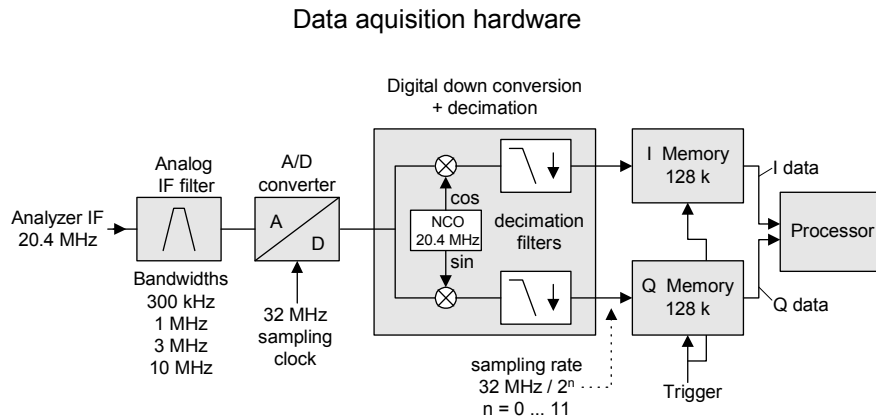 Data aquisition hardware
Digital down conversion
+ decimation
Analog
IF filter
A/D
converter
Analyzer IF
20.4 MHz
A
D
cos
NCO
20.4 MHz
sin
decimation
filters
I Memory
128 k
I data
Processor
Q Memory
128 k
Q data
Bandwidths
300 kHz
1 MHz
3 MHz
10 MHz
32 MHz
sampling
clock
sampling rate
32 MHz / 2ⁿ
n = 0 ... 11
Trigger